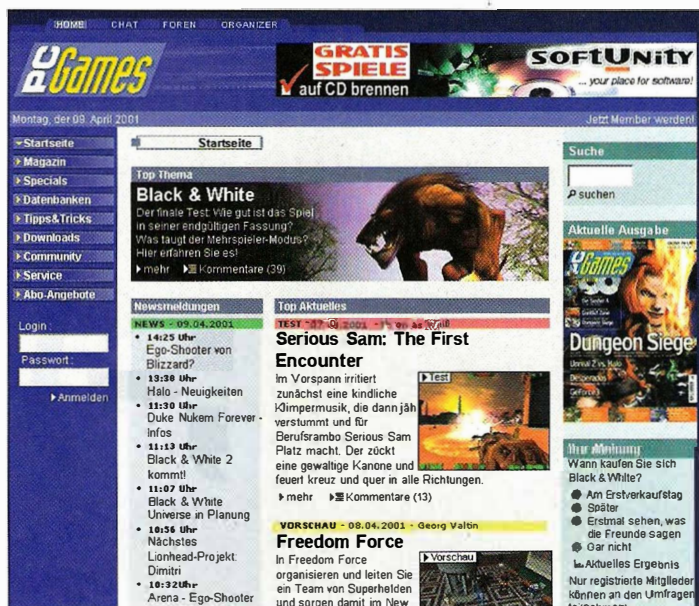 HOME CHAT FOREN ORGANIZER
PC Games
GRATIS
SPIELE
auf CD brennen
SOFTUNITY
... your place for software!
Montag, der 09. April 2001
Jetzt Member werden!
Startseite
Magazin
Specials
Datenbanken
Tipps&Tricks
Downloads
Community
Service
Abo-Angebote
Login:
Passwort:
Anmelden
Startseite
Top Thema
Black & White
Der finale Test: Wie gut ist das Spiel
in seiner endgültigen Fassung?
Was taugt der Mehrspieler-Modus?
Hier erfahren Sie es!
mehr Kommentare (39)
Newsmeldungen
NEWS - 09.04.2001
14:25 Uhr
Ego-Shooter von
Blizzard?
13:38 Uhr
Halo - Neuigkeiten
11:30 Uhr
Duke Nukem Forever -
Infos
11:13 Uhr
Black & White 2
kommt!
11:07 Uhr
Black & White
Universe in Planung
10:56 Uhr
Nächstes
Lionhead-Projekt:
Dimitri
10:32 Uhr
Arena - Ego-Shooter
Top Aktuelles
TEST
Serious Sam: The First
Encounter
Im Vorspann irritiert
zunächst eine kindliche
Klimpermusik, die dann jäh
verstummt und für
Berufsrambo Serious Sam
Platz macht. Der zückt
eine gewaltige Kanone und
feuert kreuz und quer in alle Richtungen.
Test
mehr Kommentare (13)
VORSCHAU - 08.04.2001 - Georg Valtin
Freedom Force
In Freedom Force
organisieren und leiten Sie
ein Team von Superhelden
und sorgen damit im New
Vorschau
Suche
suchen
Aktuelle Ausgabe
Games
Dungeon Siege
Unreal 2 vs. Halo
Desperados
GeForce3
Ihre Meinung
Wann kaufen Sie sich
Black & White?
Am Erstverkaufstag
Später
Erstmal sehen, was
die Freunde sagen
Gar nicht
Aktuelles Ergebnis
Nur registrierte Mitglieder
können an den Umfragen